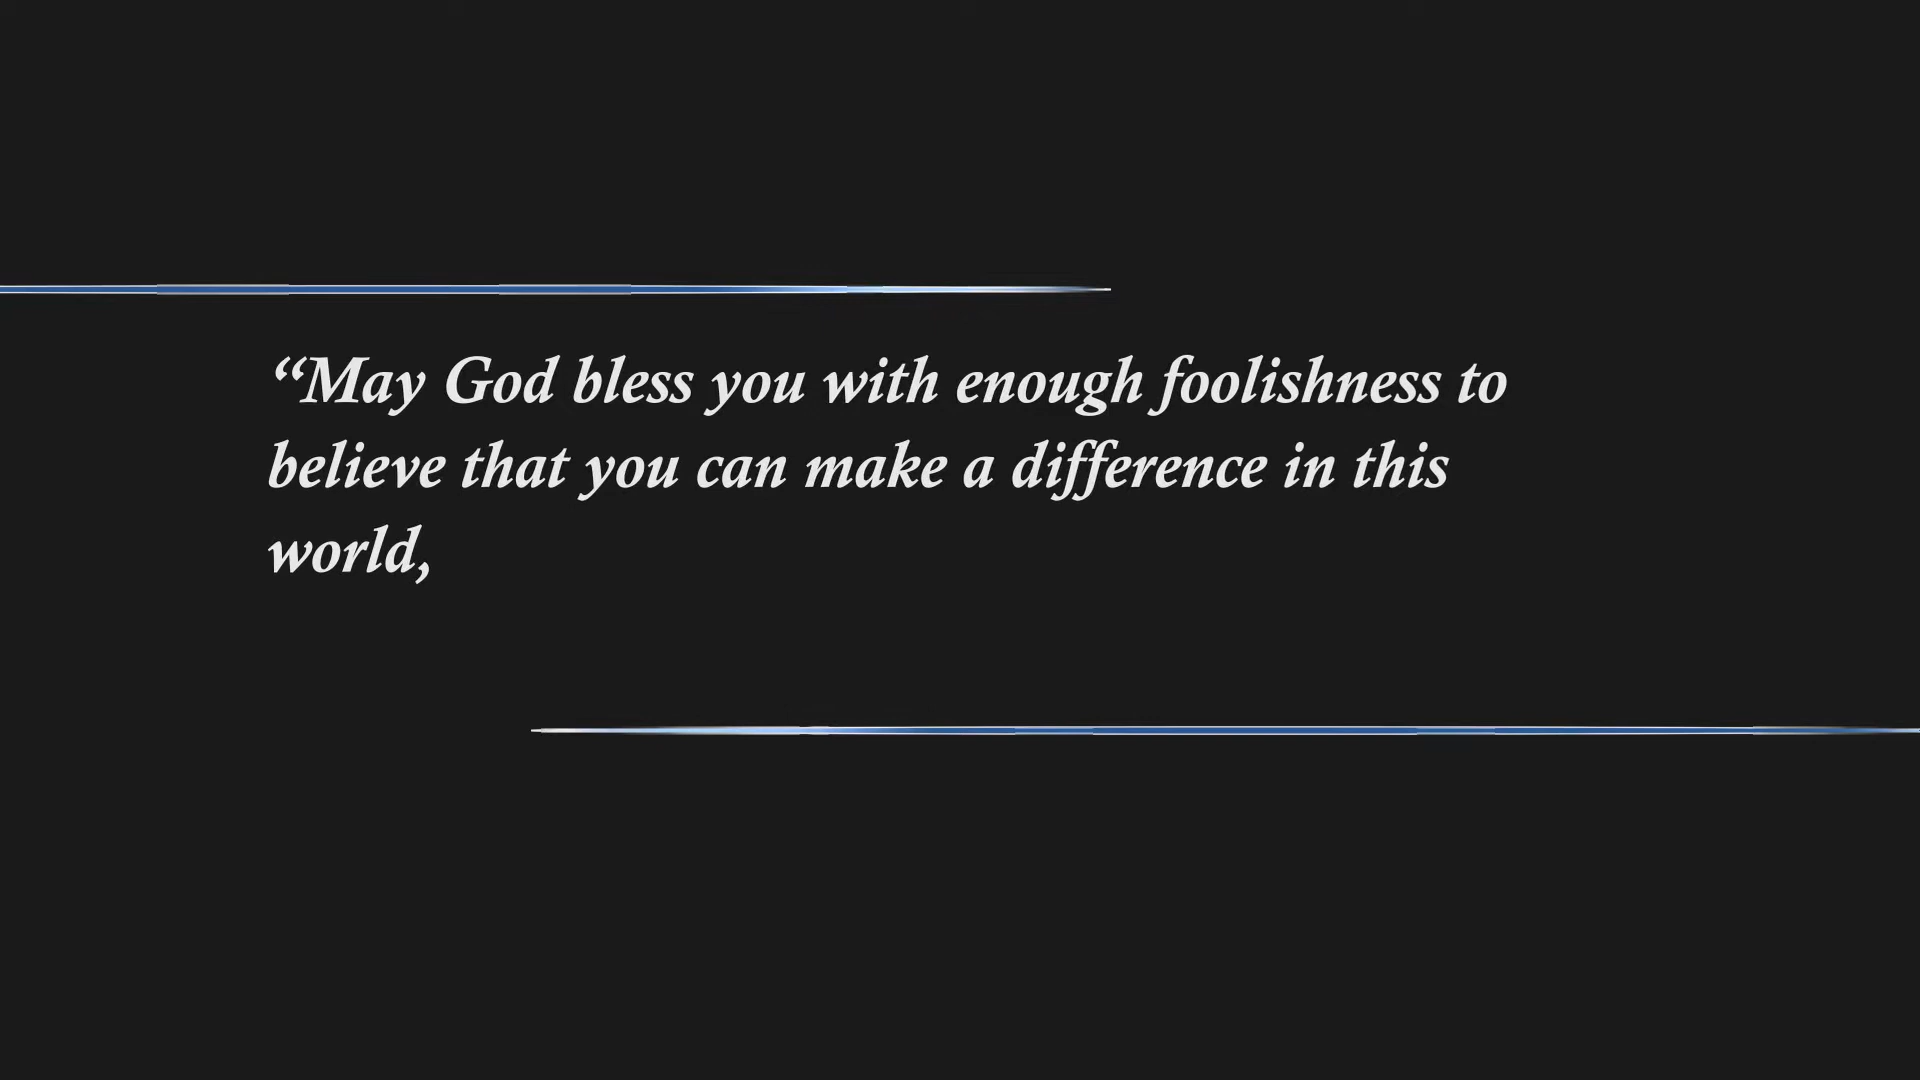 “May God bless you with enough foolishness to
believe that you can make a difference in this
world,